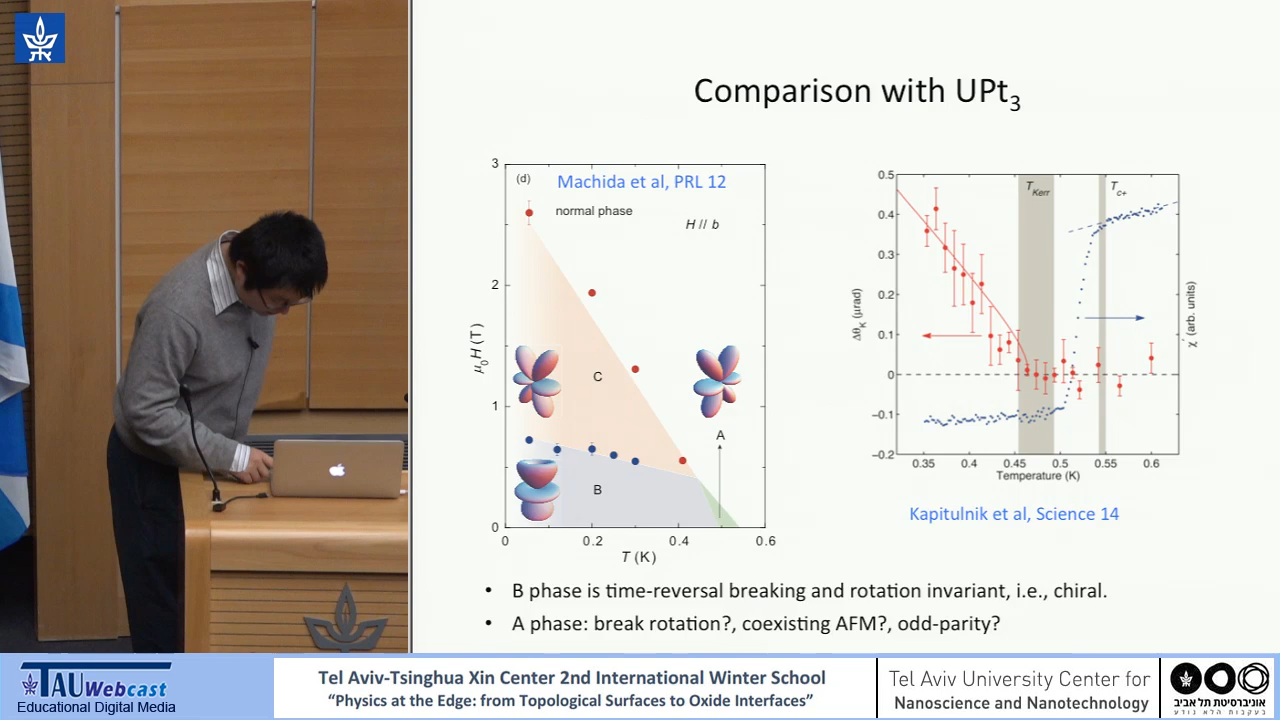 Comparison with UPt3
(d)
Machida et al, PRL 12
normal phase
H // b
3
2
1
0
μ0H (T)
C
A
B
0
0.2
0.4
0.6
T (K)
0.5
0.4
0.3
0.2
0.1
0
−0.1
−0.2
ΔθK (μrad)
TKerr
Tc+
χ' (arb. units)
0.35
0.4
0.45
0.5
0.55
0.6
Temperature (K)
Kapitulnik et al, Science 14
• B phase is time-reversal breaking and rotation invariant, i.e., chiral.
• A phase: break rotation?, coexisting AFM?, odd-parity?
TAU Webcast
Educational Digital Media
Tel Aviv-Tsinghua Xin Center 2nd International Winter School
“Physics at the Edge: from Topological Surfaces to Oxide Interfaces”
Tel Aviv University Center for
Nanoscience and Nanotechnology
אוניברסיטת תל אביב
בעקבות הלא נודע